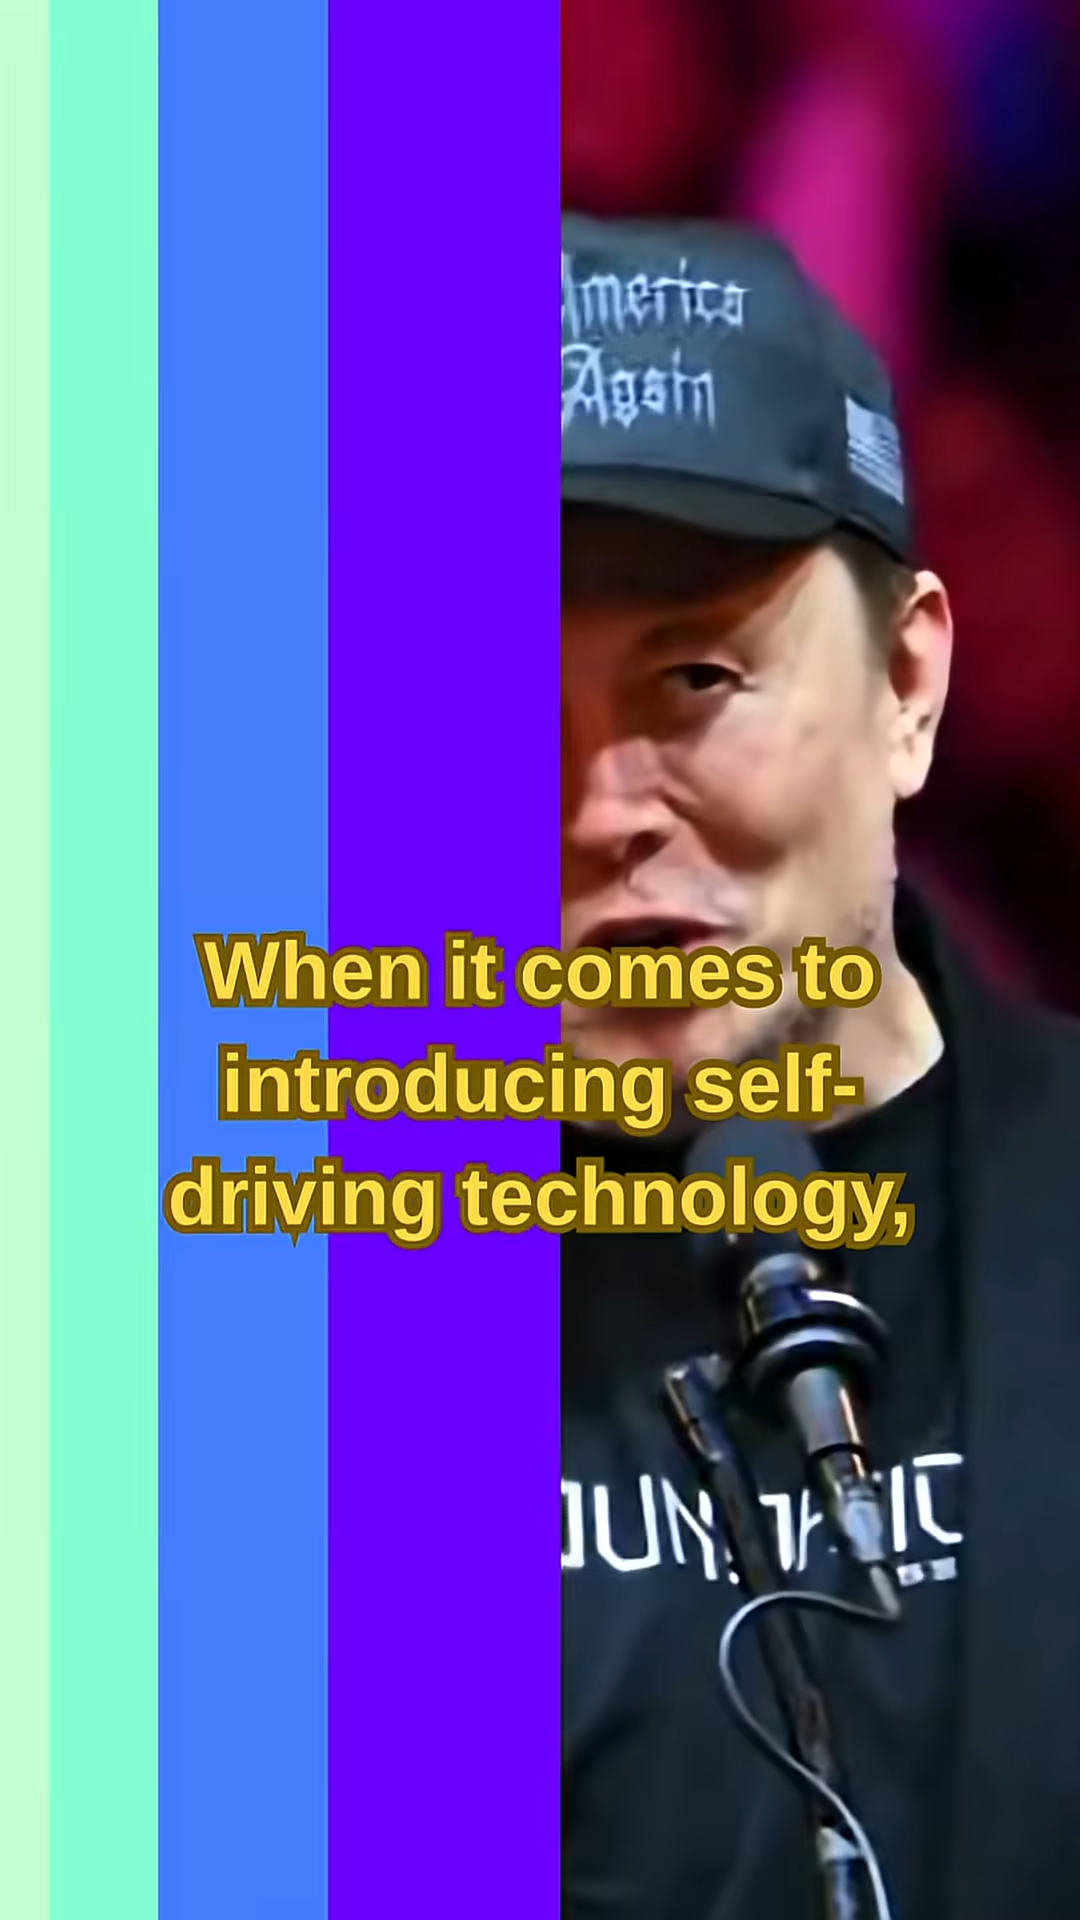 America
Again
When it comes to
introducing self-
driving technology,